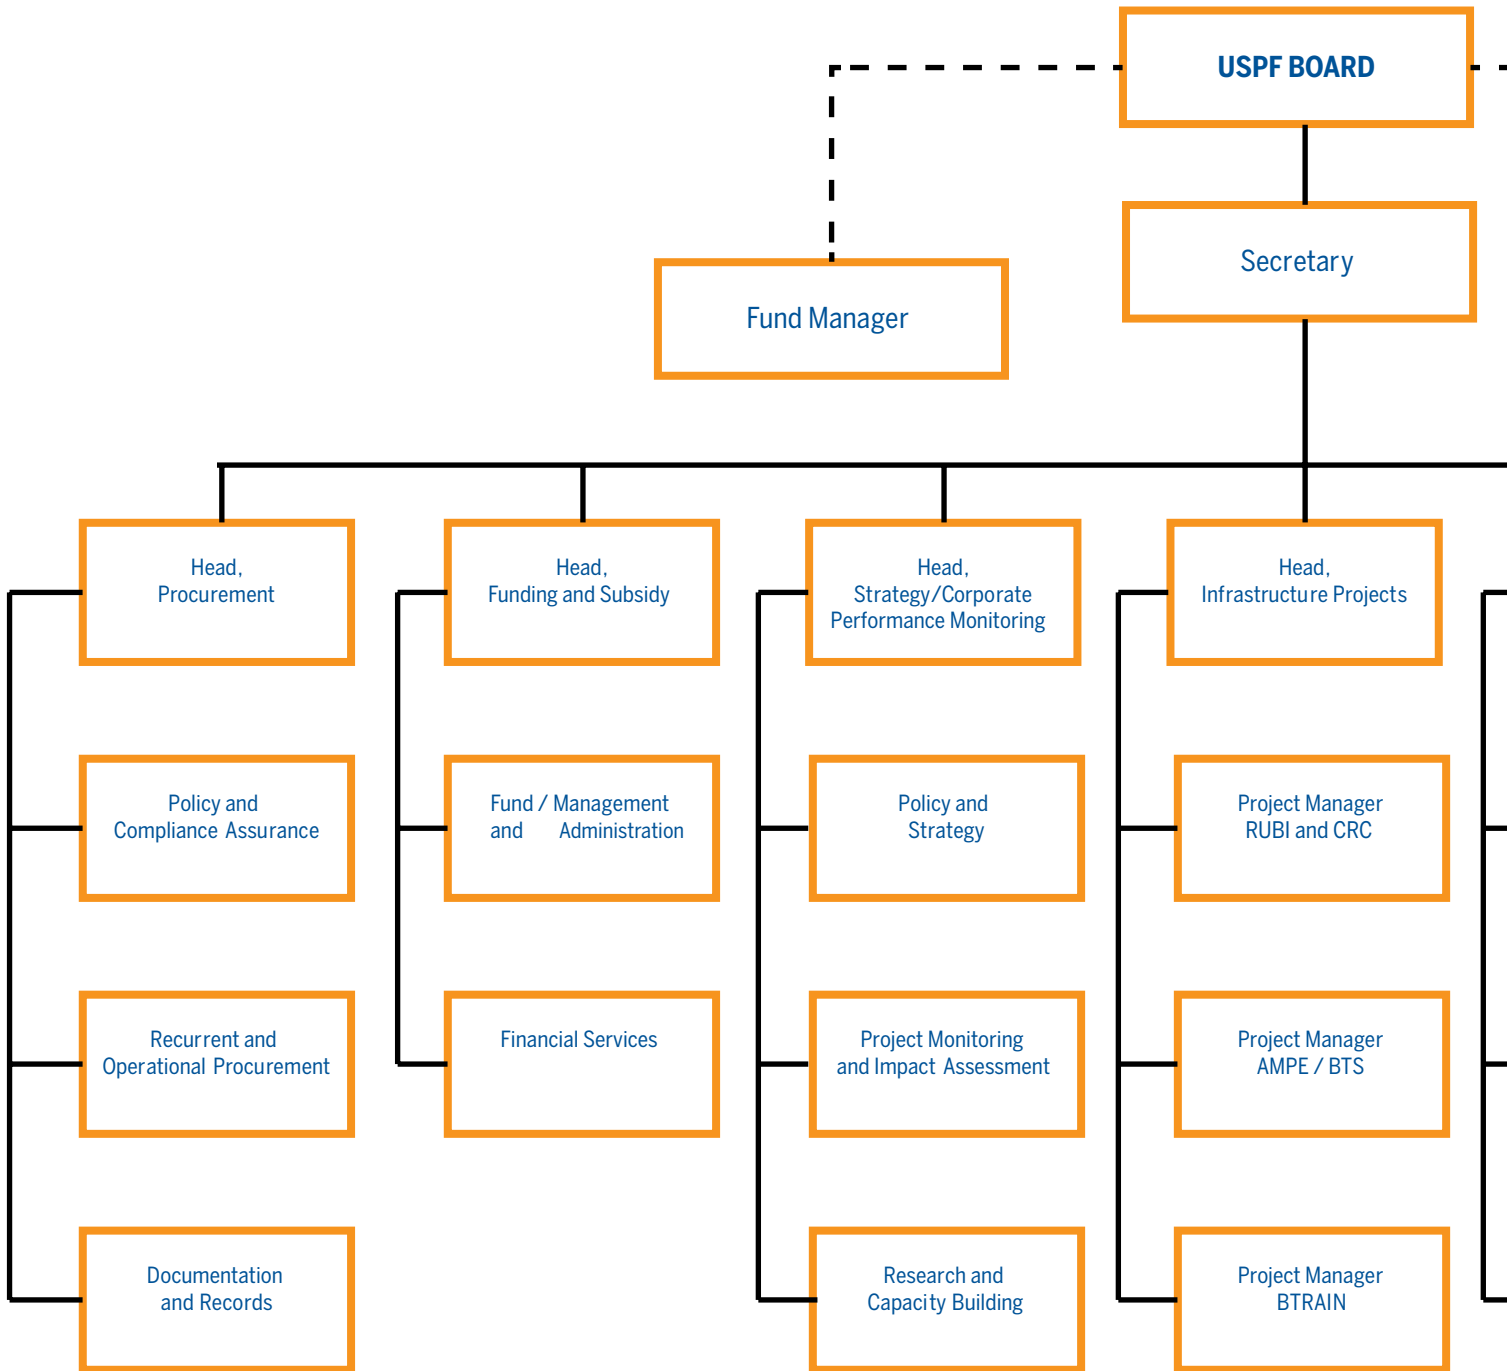 USPF BOARD
Secretary
Fund Manager
Head,
Procurement
Head,
Funding and Subsidy
Head,
Strategy/Corporate
Performance Monitoring
Head,
Infrastructure Projects
Policy and
Compliance Assurance
Fund / Management
and Administration
Policy and
Strategy
Project Manager
RUBI and CRC
Recurrent and
Operational Procurement
Financial Services
Project Monitoring
and Impact Assessment
Project Manager
AMPE / BTS
Documentation
and Records
Research and
Capacity Building
Project Manager
BTRAIN